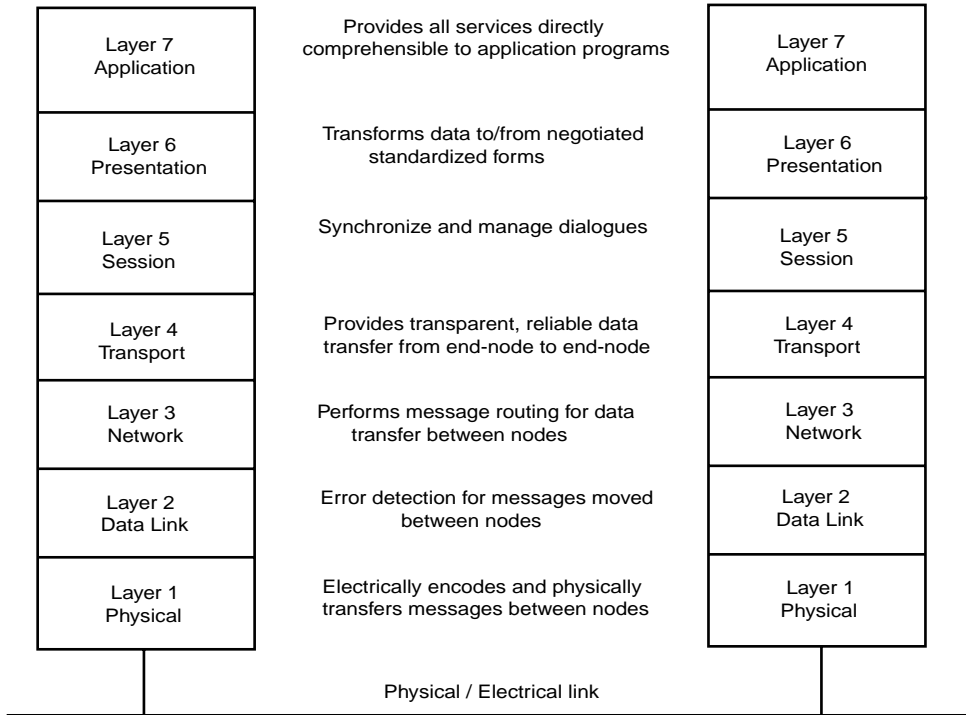 Layer 7
Application
Provides all services directly
comprehensible to application programs
Layer 7
Application
Layer 6
Presentation
Transforms data to/from negotiated
standardized forms
Layer 6
Presentation
Layer 5
Session
Synchronize and manage dialogues
Layer 5
Session
Layer 4
Transport
Provides transparent, reliable data
transfer from end-node to end-node
Layer 4
Transport
Layer 3
Network
Performs message routing for data
transfer between nodes
Layer 3
Network
Layer 2
Data Link
Error detection for messages moved
between nodes
Layer 2
Data Link
Layer 1
Physical
Electrically encodes and physically
transfers messages between nodes
Layer 1
Physical
Physical / Electrical link